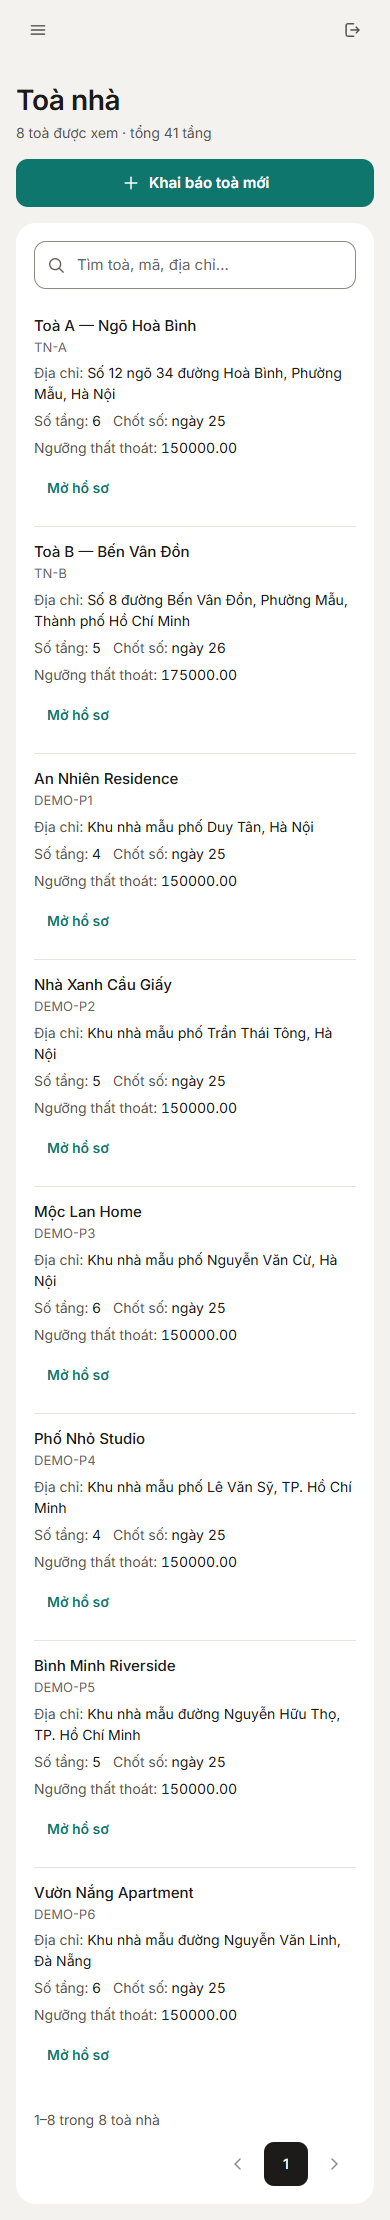 Toà nhà
8 toà được xem · tổng 41 tầng
Khai báo toà mới
Tìm toà, mã, địa chỉ...
Toà A — Ngõ Hoà Bình
TN-A
Địa chỉ: Số 12 ngõ 34 đường Hoà Bình, Phường
Mẫu, Hà Nội
Số tầng: 6 Chốt số: ngày 25
Ngưỡng thất thoát: 150000.00
Mở hồ sơ
Toà B — Bến Vân Đồn
TN-B
Địa chỉ: Số 8 đường Bến Vân Đồn, Phường Mẫu,
Thành phố Hồ Chí Minh
Số tầng: 5 Chốt số: ngày 26
Ngưỡng thất thoát: 175000.00
Mở hồ sơ
An Nhiên Residence
DEMO-P1
Địa chỉ: Khu nhà mẫu phố Duy Tân, Hà Nội
Số tầng: 4 Chốt số: ngày 25
Ngưỡng thất thoát: 150000.00
Mở hồ sơ
Nhà Xanh Cầu Giấy
DEMO-P2
Địa chỉ: Khu nhà mẫu phố Trần Thái Tông, Hà
Nội
Số tầng: 5 Chốt số: ngày 25
Ngưỡng thất thoát: 150000.00
Mở hồ sơ
Mộc Lan Home
DEMO-P3
Địa chỉ: Khu nhà mẫu phố Nguyễn Văn Cừ, Hà
Nội
Số tầng: 6 Chốt số: ngày 25
Ngưỡng thất thoát: 150000.00
Mở hồ sơ
Phố Nhỏ Studio
DEMO-P4
Địa chỉ: Khu nhà mẫu phố Lê Văn Sỹ, TP. Hồ Chí
Minh
Số tầng: 4 Chốt số: ngày 25
Ngưỡng thất thoát: 150000.00
Mở hồ sơ
Bình Minh Riverside
DEMO-P5
Địa chỉ: Khu nhà mẫu đường Nguyễn Hữu Thọ,
TP. Hồ Chí Minh
Số tầng: 5 Chốt số: ngày 25
Ngưỡng thất thoát: 150000.00
Mở hồ sơ
Vườn Nắng Apartment
DEMO-P6
Địa chỉ: Khu nhà mẫu đường Nguyễn Văn Linh,
Đà Nẵng
Số tầng: 6 Chốt số: ngày 25
Ngưỡng thất thoát: 150000.00
Mở hồ sơ
1–8 trong 8 toà nhà
1